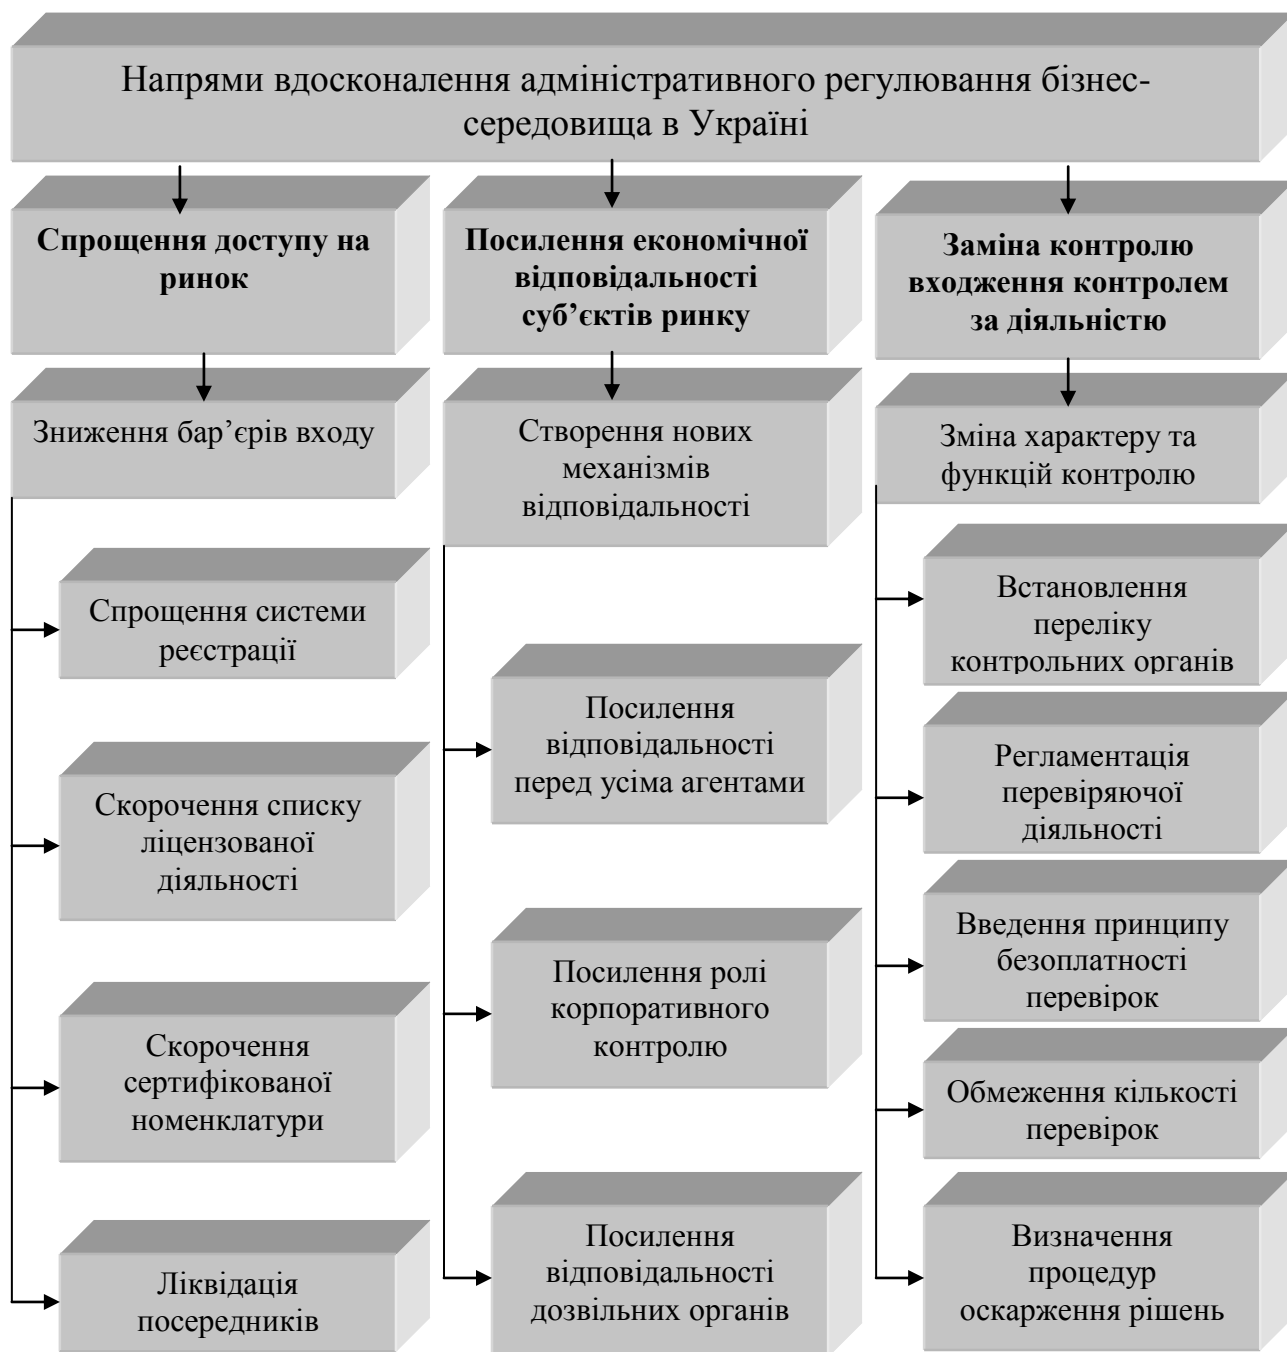 Напрями вдосконалення адміністративного регулювання бізнес-
середовища в Україні
Спрощення доступу на
ринок
Зниження бар’єрів входу
Спрощення системи
реєстрації
Скорочення списку
ліцензованої
діяльності
Скорочення
сертифікованої
номенклатури
Ліквідація
посередників
Посилення економічної
відповідальності
суб’єктів ринку
Створення нових
механізмів
відповідальності
Посилення
відповідальності
перед усіма агентами
Посилення ролі
корпоративного
контролю
Посилення
відповідальності
дозвільних органів
Заміна контролю
входження контролем
за діяльністю
Зміна характеру та
функцій контролю
Встановлення
переліку
контрольних органів
Регламентація
перевіряючої
діяльності
Введення принципу
безоплатності
перевірок
Обмеження кількості
перевірок
Визначення
процедур
оскарження рішень